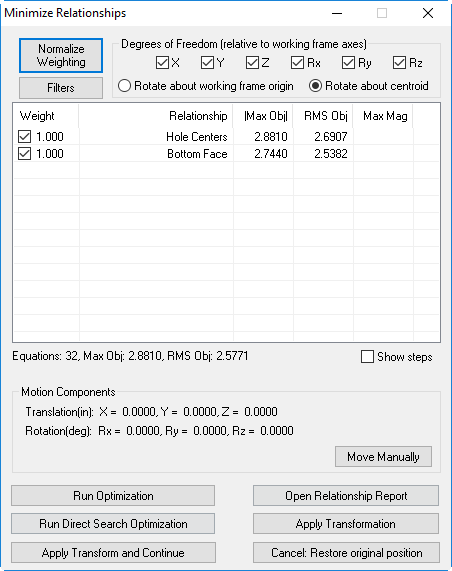 Minimize Relationships
Normalize Weighting
Filters
Degrees of Freedom (relative to working frame axes)
X Y Z Rx Ry Rz
Rotate about working frame origin Rotate about centroid
Weight Relationship |Max Obj| RMS Obj Max Mag
1.000 Hole Centers 2.8810 2.6907
1.000 Bottom Face 2.7440 2.5382
Equations: 32, Max Obj: 2.8810, RMS Obj: 2.5771
Show steps
Motion Components
Translation(in): X = 0.0000, Y = 0.0000, Z = 0.0000
Rotation(deg): Rx = 0.0000, Ry = 0.0000, Rz = 0.0000
Move Manually
Run Optimization Open Relationship Report
Run Direct Search Optimization Apply Transformation
Apply Transform and Continue Cancel: Restore original position